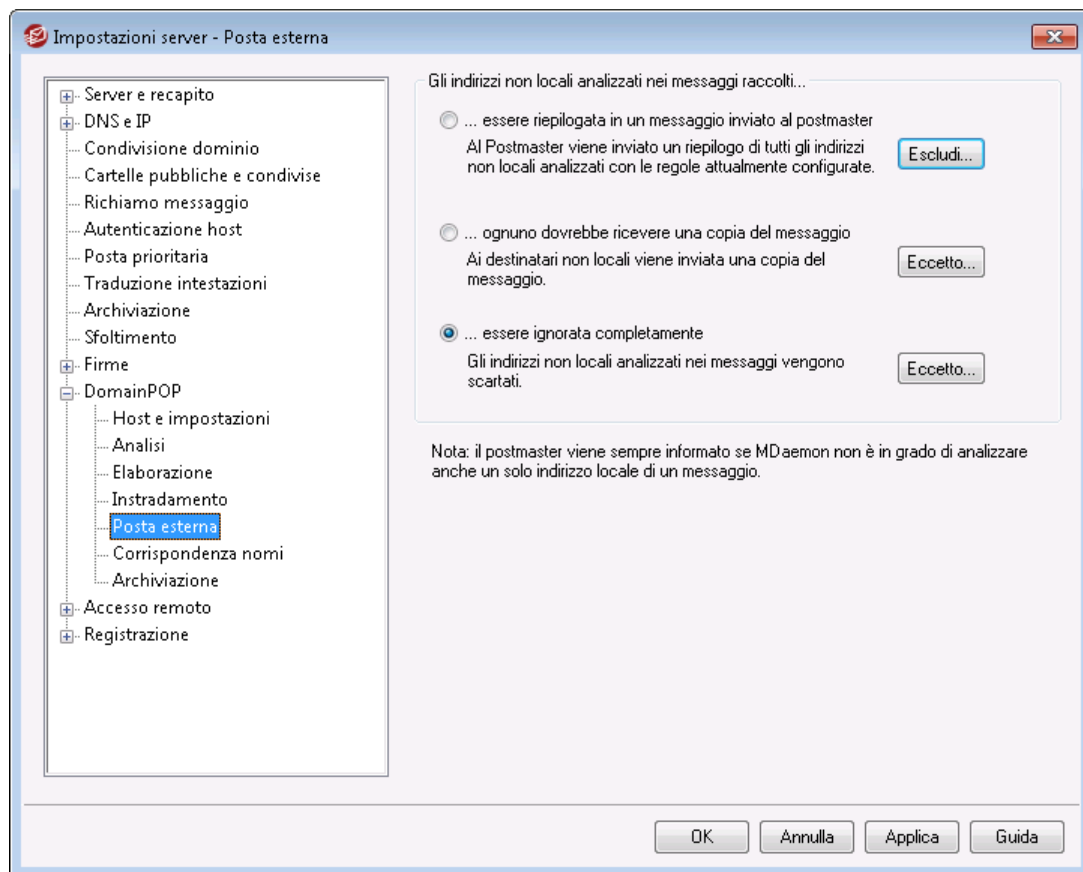 Impostazioni server - Posta esterna
Server e recapito
DNS e IP
Condivisione dominio
Cartelle pubbliche e condivise
Richiamo messaggio
Autenticazione host
Posta prioritaria
Traduzione intestazioni
Archiviazione
Sfoltimento
Firme
DomainPOP
Host e impostazioni
Analisi
Elaborazione
Instradamento
Posta esterna
Corrispondenza nomi
Archiviazione
Accesso remoto
Registrazione
Gli indirizzi non locali analizzati nei messaggi raccolti...
... essere riepilogata in un messaggio inviato al postmaster
Al Postmaster viene inviato un riepilogo di tutti gli indirizzi
non locali analizzati con le regole attualmente configurate.
Escludi...
... ognuno dovrebbe ricevere una copia del messaggio
Ai destinatari non locali viene inviata una copia del
messaggio.
Eccetto...
... essere ignorata completamente
Gli indirizzi non locali analizzati nei messaggi vengono
scartati.
Eccetto...
Nota: il postmaster viene sempre informato se MDaemon non è in grado di analizzare
anche un solo indirizzo locale di un messaggio.
OK
Annulla
Applica
Guida